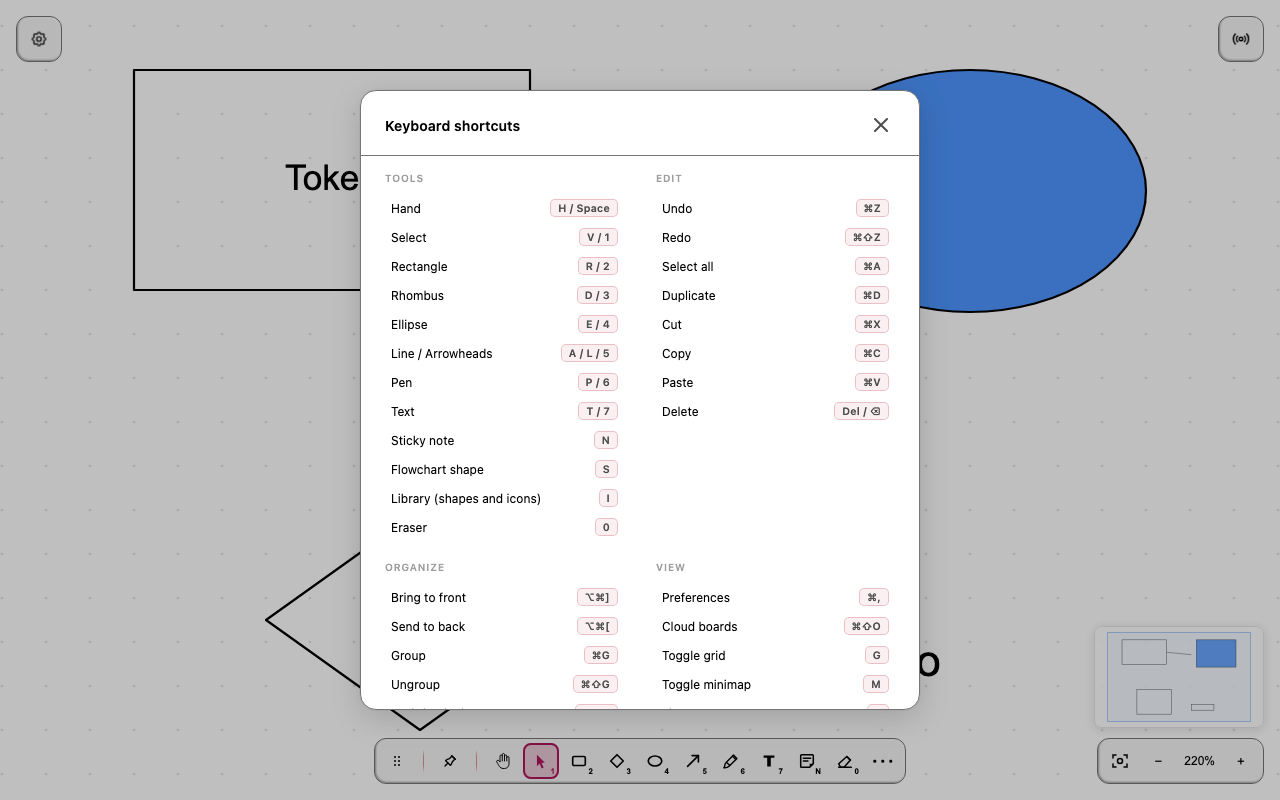 Keyboard shortcuts
Toke
TOOLS
Hand H / Space
Select V / 1
Rectangle R / 2
Rhombus D / 3
Ellipse E / 4
Line / Arrowheads A / L / 5
Pen P / 6
Text T / 7
Sticky note N
Flowchart shape S
Library (shapes and icons) I
Eraser 0
EDIT
Undo ⌘Z
Redo ⌘⇧Z
Select all ⌘A
Duplicate ⌘D
Cut ⌘X
Copy ⌘C
Paste ⌘V
Delete Del / ⌫
ORGANIZE
Bring to front ⌥⌘]
Send to back ⌥⌘[
Group ⌘G
Ungroup ⌘⇧G
VIEW
Preferences ⌘,
Cloud boards ⌘⇧O
Toggle grid G
Toggle minimap M
o
1
2
3
4
5
6
T 7
N
0
220%